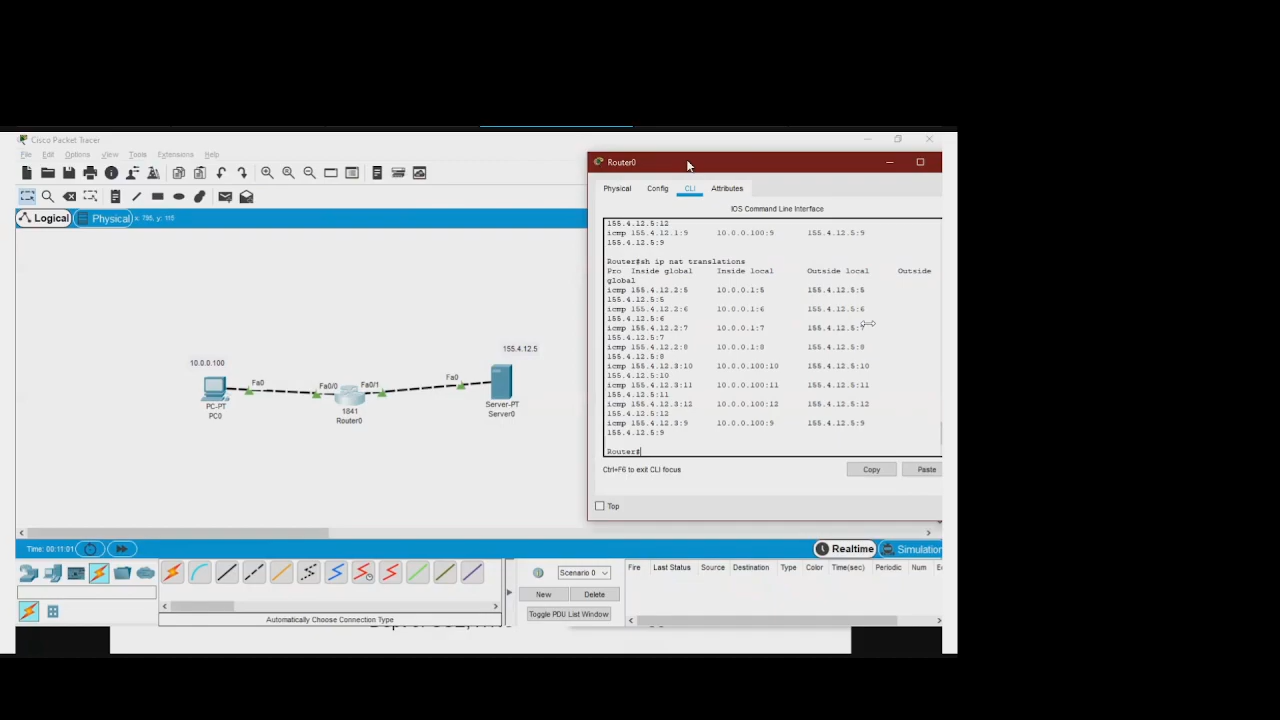 Cisco Packet Tracer
File Edit Options View Tools Extensions Help
Logical
Physical x: 795, y: 115
Router0
Physical Config CLI Attributes
IOS Command Line Interface
155.4.12.5:12
icmp 155.4.12.1:9 10.0.0.100:9 155.4.12.5:9
155.4.12.5:9
Router#sh ip nat translations
Pro Inside global Inside local Outside local Outside
global
icmp 155.4.12.2:5 10.0.0.1:5 155.4.12.5:5
155.4.12.5:5
icmp 155.4.12.2:6 10.0.0.1:6 155.4.12.5:6
155.4.12.5:6
icmp 155.4.12.2:7 10.0.0.1:7 155.4.12.5:7
155.4.12.5:7
icmp 155.4.12.2:8 10.0.0.1:8 155.4.12.5:8
155.4.12.5:8
icmp 155.4.12.3:10 10.0.0.100:10 155.4.12.5:10
155.4.12.5:10
icmp 155.4.12.3:11 10.0.0.100:11 155.4.12.5:11
155.4.12.5:11
icmp 155.4.12.3:12 10.0.0.100:12 155.4.12.5:12
155.4.12.5:12
icmp 155.4.12.3:9 10.0.0.100:9 155.4.12.5:9
155.4.12.5:9
Router#
Ctrl+F6 to exit CLI focus
Copy
Paste
Top
10.0.0.100
Fa0
PC-PT
PC0
Fa0/0
Fa0/1
1841
Router0
155.4.12.5
Fa0
Server-PT
Server0
Time: 00:11:01
Realtime
Simulation
Scenario 0
New
Delete
Toggle PDU List Window
Fire Last Status Source Destination Type Color Time(sec) Periodic Num
Automatically Choose Connection Type